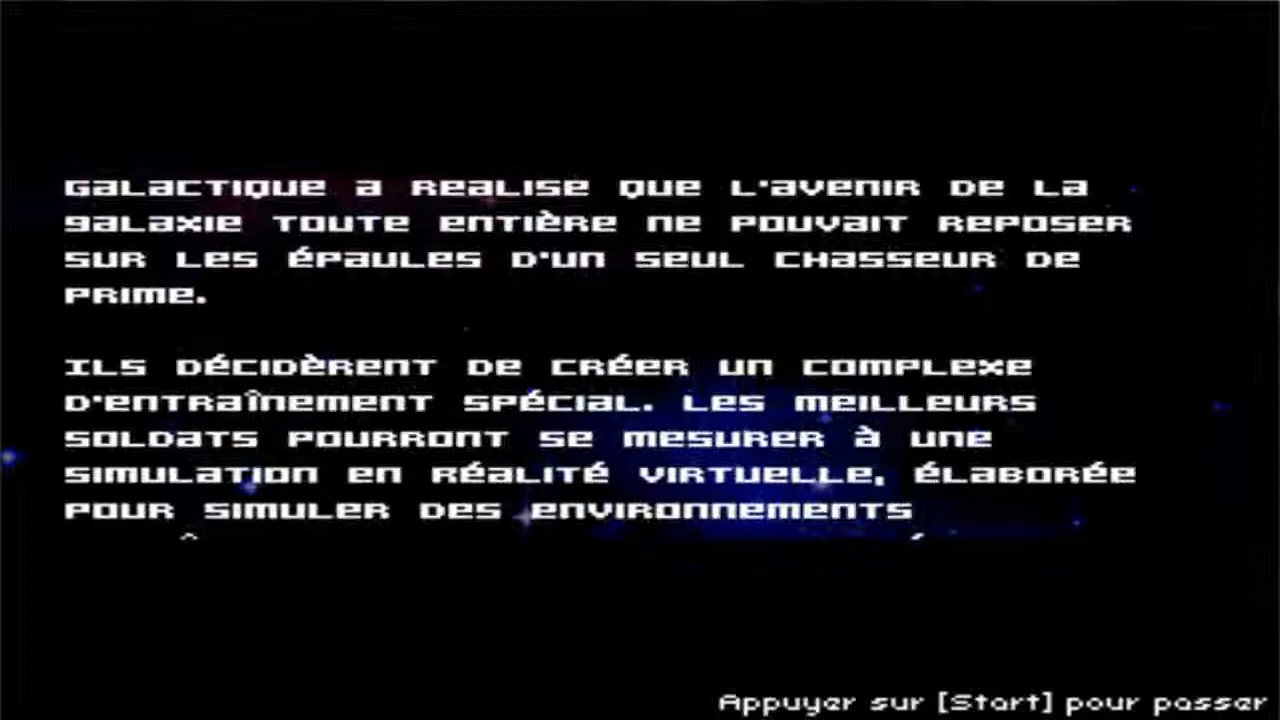 Galactique a realise que l'avenir de la
galaxie toute entière ne pouvait reposer
sur les épaules d'un seul chasseur de
prime.
Ils décidèrent de créer un complexe
d'entraînement spécial. Les meilleurs
soldats pourront se mesurer à une
simulation en réalité virtuelle, élaborée
pour simuler des environnements
Appuyer sur [Start] pour passer